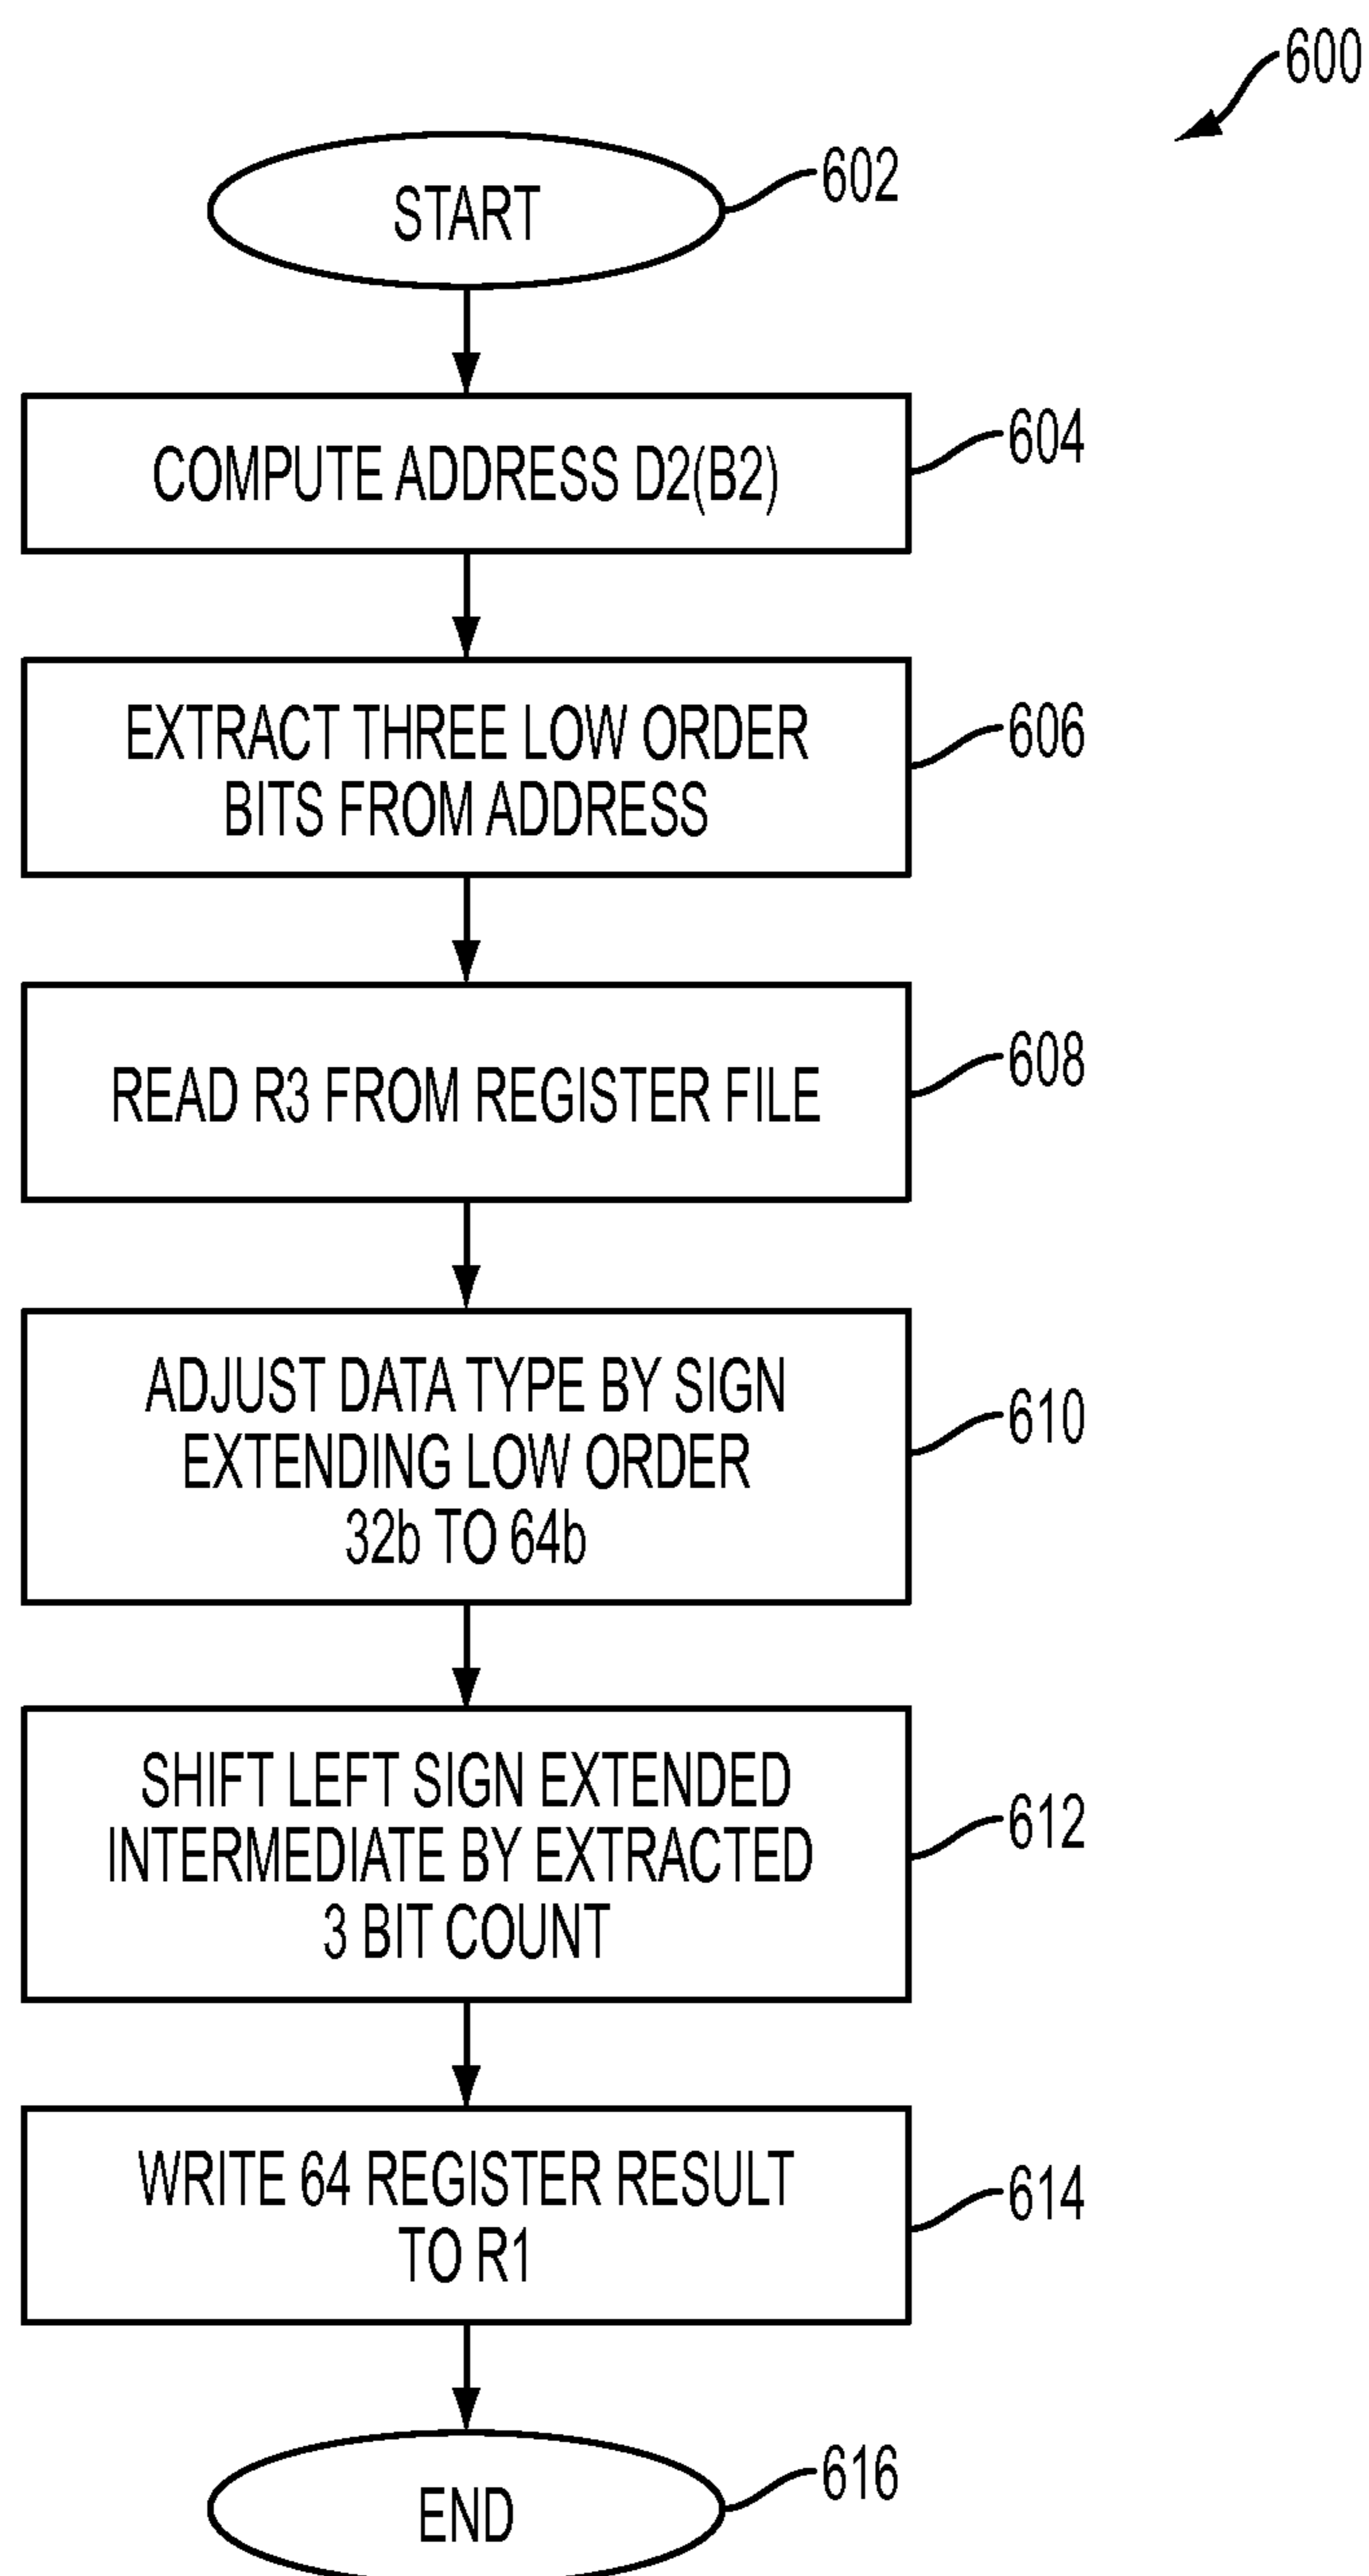 600
START
602
COMPUTE ADDRESS D2(B2)
604
EXTRACT THREE LOW ORDER
BITS FROM ADDRESS
606
READ R3 FROM REGISTER FILE
608
ADJUST DATA TYPE BY SIGN
EXTENDING LOW ORDER
32b TO 64b
610
SHIFT LEFT SIGN EXTENDED
INTERMEDIATE BY EXTRACTED
3 BIT COUNT
612
WRITE 64 REGISTER RESULT
TO R1
614
END
616